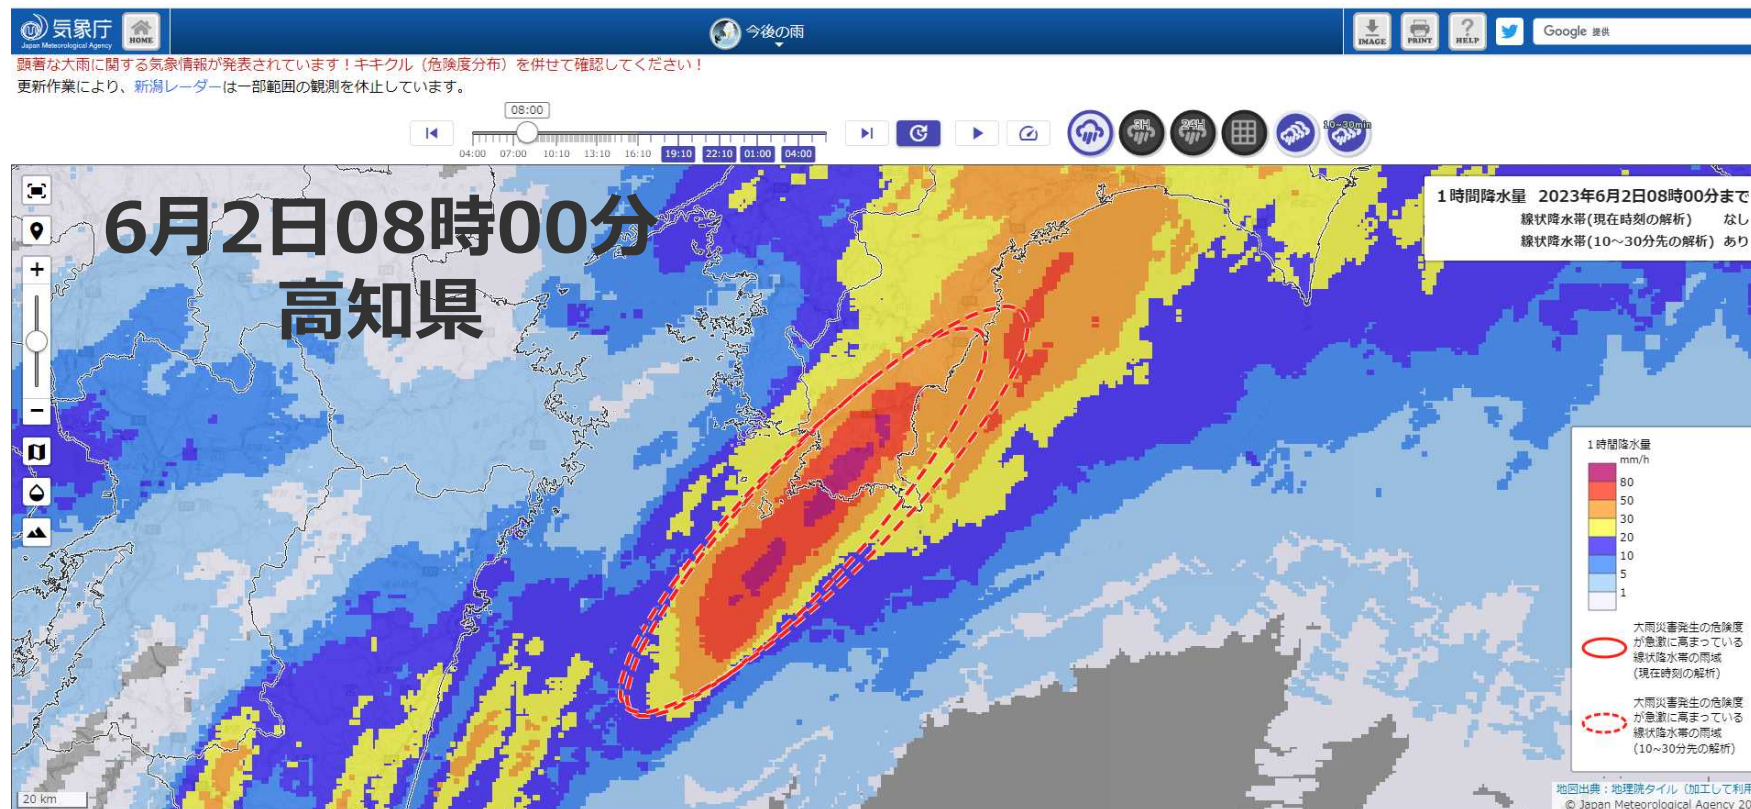 気象庁
Japan Meteorological Agency
HOME
今後の雨
IMAGE
PRINT
HELP
Google 提供
顕著な大雨に関する気象情報が発表されています！キキクル（危険度分布）を併せて確認してください！
更新作業により、新潟レーダーは一部範囲の観測を休止しています。
08:00
04:00 07:00 10:10 13:10 16:10 19:10 22:10 01:00 04:00
3H
24H
10~30min
6月2日08時00分
高知県
1時間降水量 2023年6月2日08時00分まで
線状降水帯(現在時刻の解析) なし
線状降水帯(10～30分先の解析) あり
1時間降水量
mm/h
80
50
30
20
10
5
1
大雨災害発生の危険度
が急激に高まっている
線状降水帯の雨域
(現在時刻の解析)
大雨災害発生の危険度
が急激に高まっている
線状降水帯の雨域
(10~30分先の解析)
20 km
地図出典：地理院タイル（加工して利用
© Japan Meteorological Agency 20